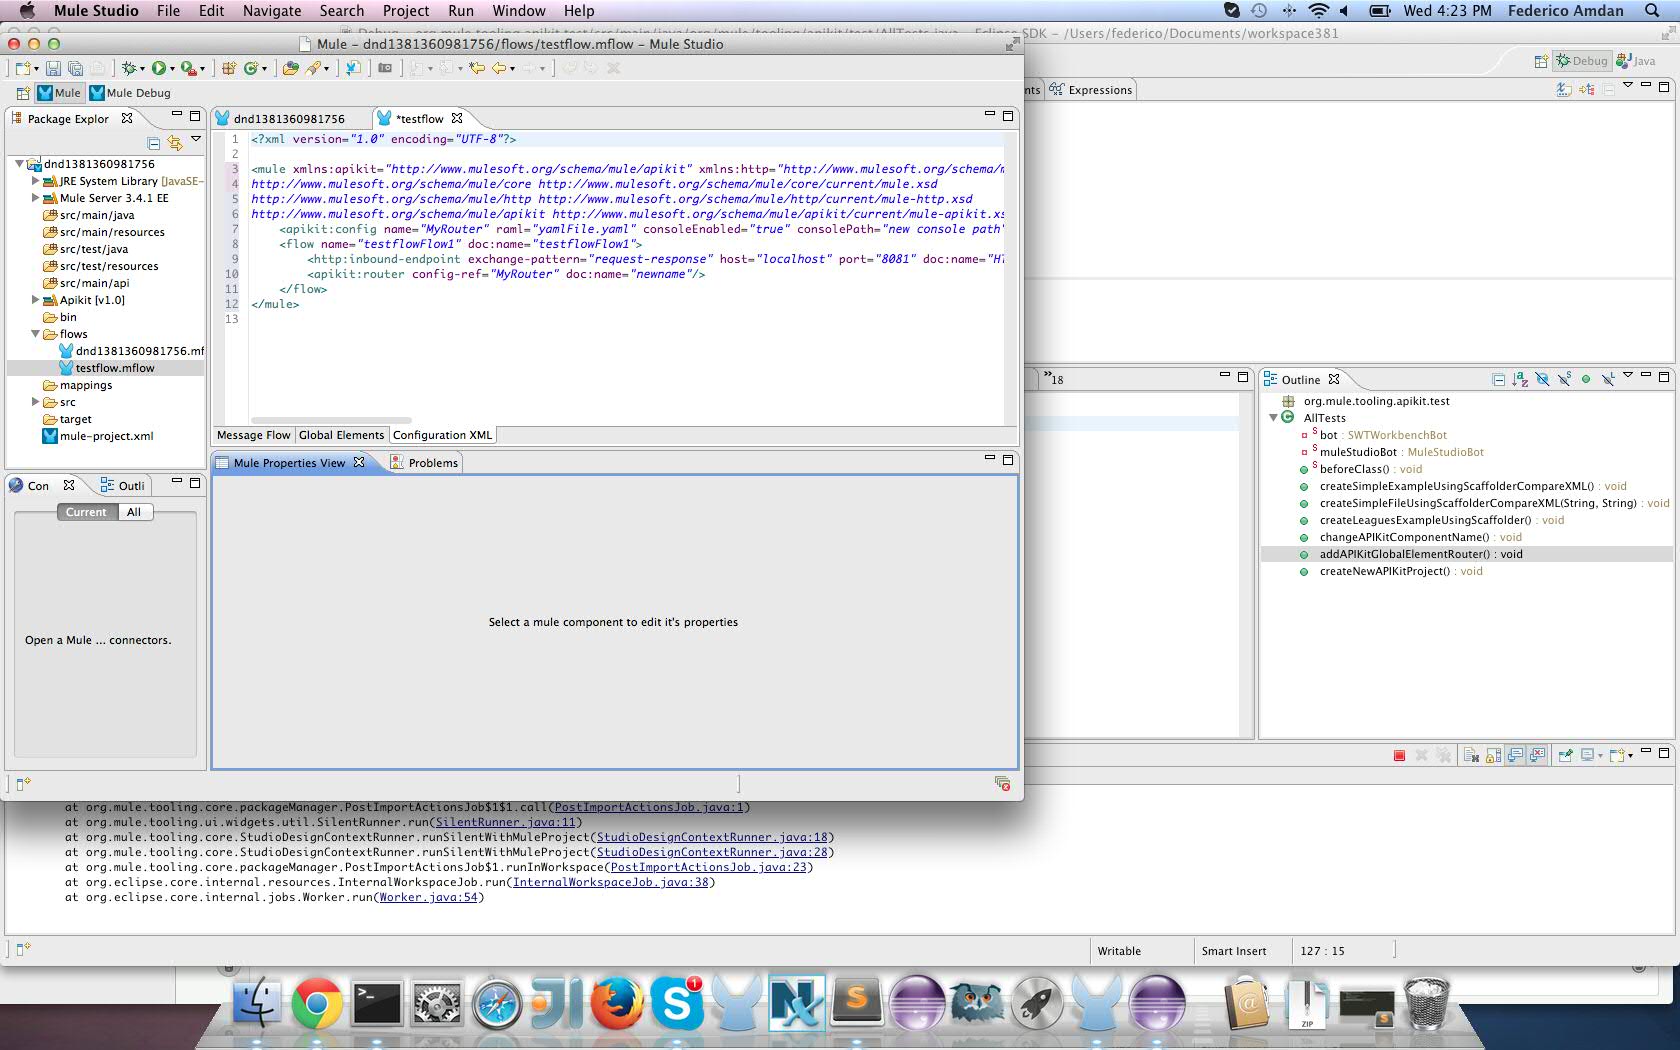 Mule Studio File Edit Navigate Search Project Run Window Help Wed 4:23 PM Federico Amdan
SDK – /Users/federico/Documents/workspace381
Mule – dnd1381360981756/flows/testflow.mflow – Mule Studio
Debug Java
Mule Mule Debug
nts Expressions
Package Explor
dnd1381360981756
*testflow
dnd1381360981756
JRE System Library [JavaSE-
Mule Server 3.4.1 EE
src/main/java
src/main/resources
src/test/java
src/test/resources
src/main/api
Apikit [v1.0]
bin
flows
dnd1381360981756.mf
testflow.mflow
mappings
src
target
mule-project.xml
1 <?xml version="1.0" encoding="UTF-8"?>
2
3 <mule xmlns:apikit="http://www.mulesoft.org/schema/mule/apikit" xmlns:http="http://www.mulesoft.org/schema/m
4 http://www.mulesoft.org/schema/mule/core http://www.mulesoft.org/schema/mule/core/current/mule.xsd
5 http://www.mulesoft.org/schema/mule/http http://www.mulesoft.org/schema/mule/http/current/mule-http.xsd
6 http://www.mulesoft.org/schema/mule/apikit http://www.mulesoft.org/schema/mule/apikit/current/mule-apikit.xs
7 <apikit:config name="MyRouter" raml="yamlFile.yaml" consoleEnabled="true" consolePath="new console path"
8 <flow name="testflowFlow1" doc:name="testflowFlow1">
9 <http:inbound-endpoint exchange-pattern="request-response" host="localhost" port="8081" doc:name="HT
10 <apikit:router config-ref="MyRouter" doc:name="newname"/>
11 </flow>
12 </mule>
13
Message Flow Global Elements Configuration XML
Mule Properties View Problems
Select a mule component to edit it's properties
Con Outli
Current All
Open a Mule ... connectors.
»18
Outline
org.mule.tooling.apikit.test
AllTests
S bot : SWTWorkbenchBot
S muleStudioBot : MuleStudioBot
S beforeClass() : void
createSimpleExampleUsingScaffolderCompareXML() : void
createSimpleFileUsingScaffolderCompareXML(String, String) : void
createLeaguesExampleUsingScaffolder() : void
changeAPIKitComponentName() : void
addAPIKitGlobalElementRouter() : void
createNewAPIKitProject() : void
at org.mule.tooling.core.packageManager.PostImportActionsJob$1$1.call(PostImportActionsJob.java:1)
at org.mule.tooling.ui.widgets.util.SilentRunner.run(SilentRunner.java:11)
at org.mule.tooling.core.StudioDesignContextRunner.runSilentWithMuleProject(StudioDesignContextRunner.java:18)
at org.mule.tooling.core.StudioDesignContextRunner.runSilentWithMuleProject(StudioDesignContextRunner.java:28)
at org.mule.tooling.core.packageManager.PostImportActionsJob$1.runInWorkspace(PostImportActionsJob.java:23)
at org.eclipse.core.internal.resources.InternalWorkspaceJob.run(InternalWorkspaceJob.java:38)
at org.eclipse.core.internal.jobs.Worker.run(Worker.java:54)
Writable Smart Insert 127 : 15
1
ZIP